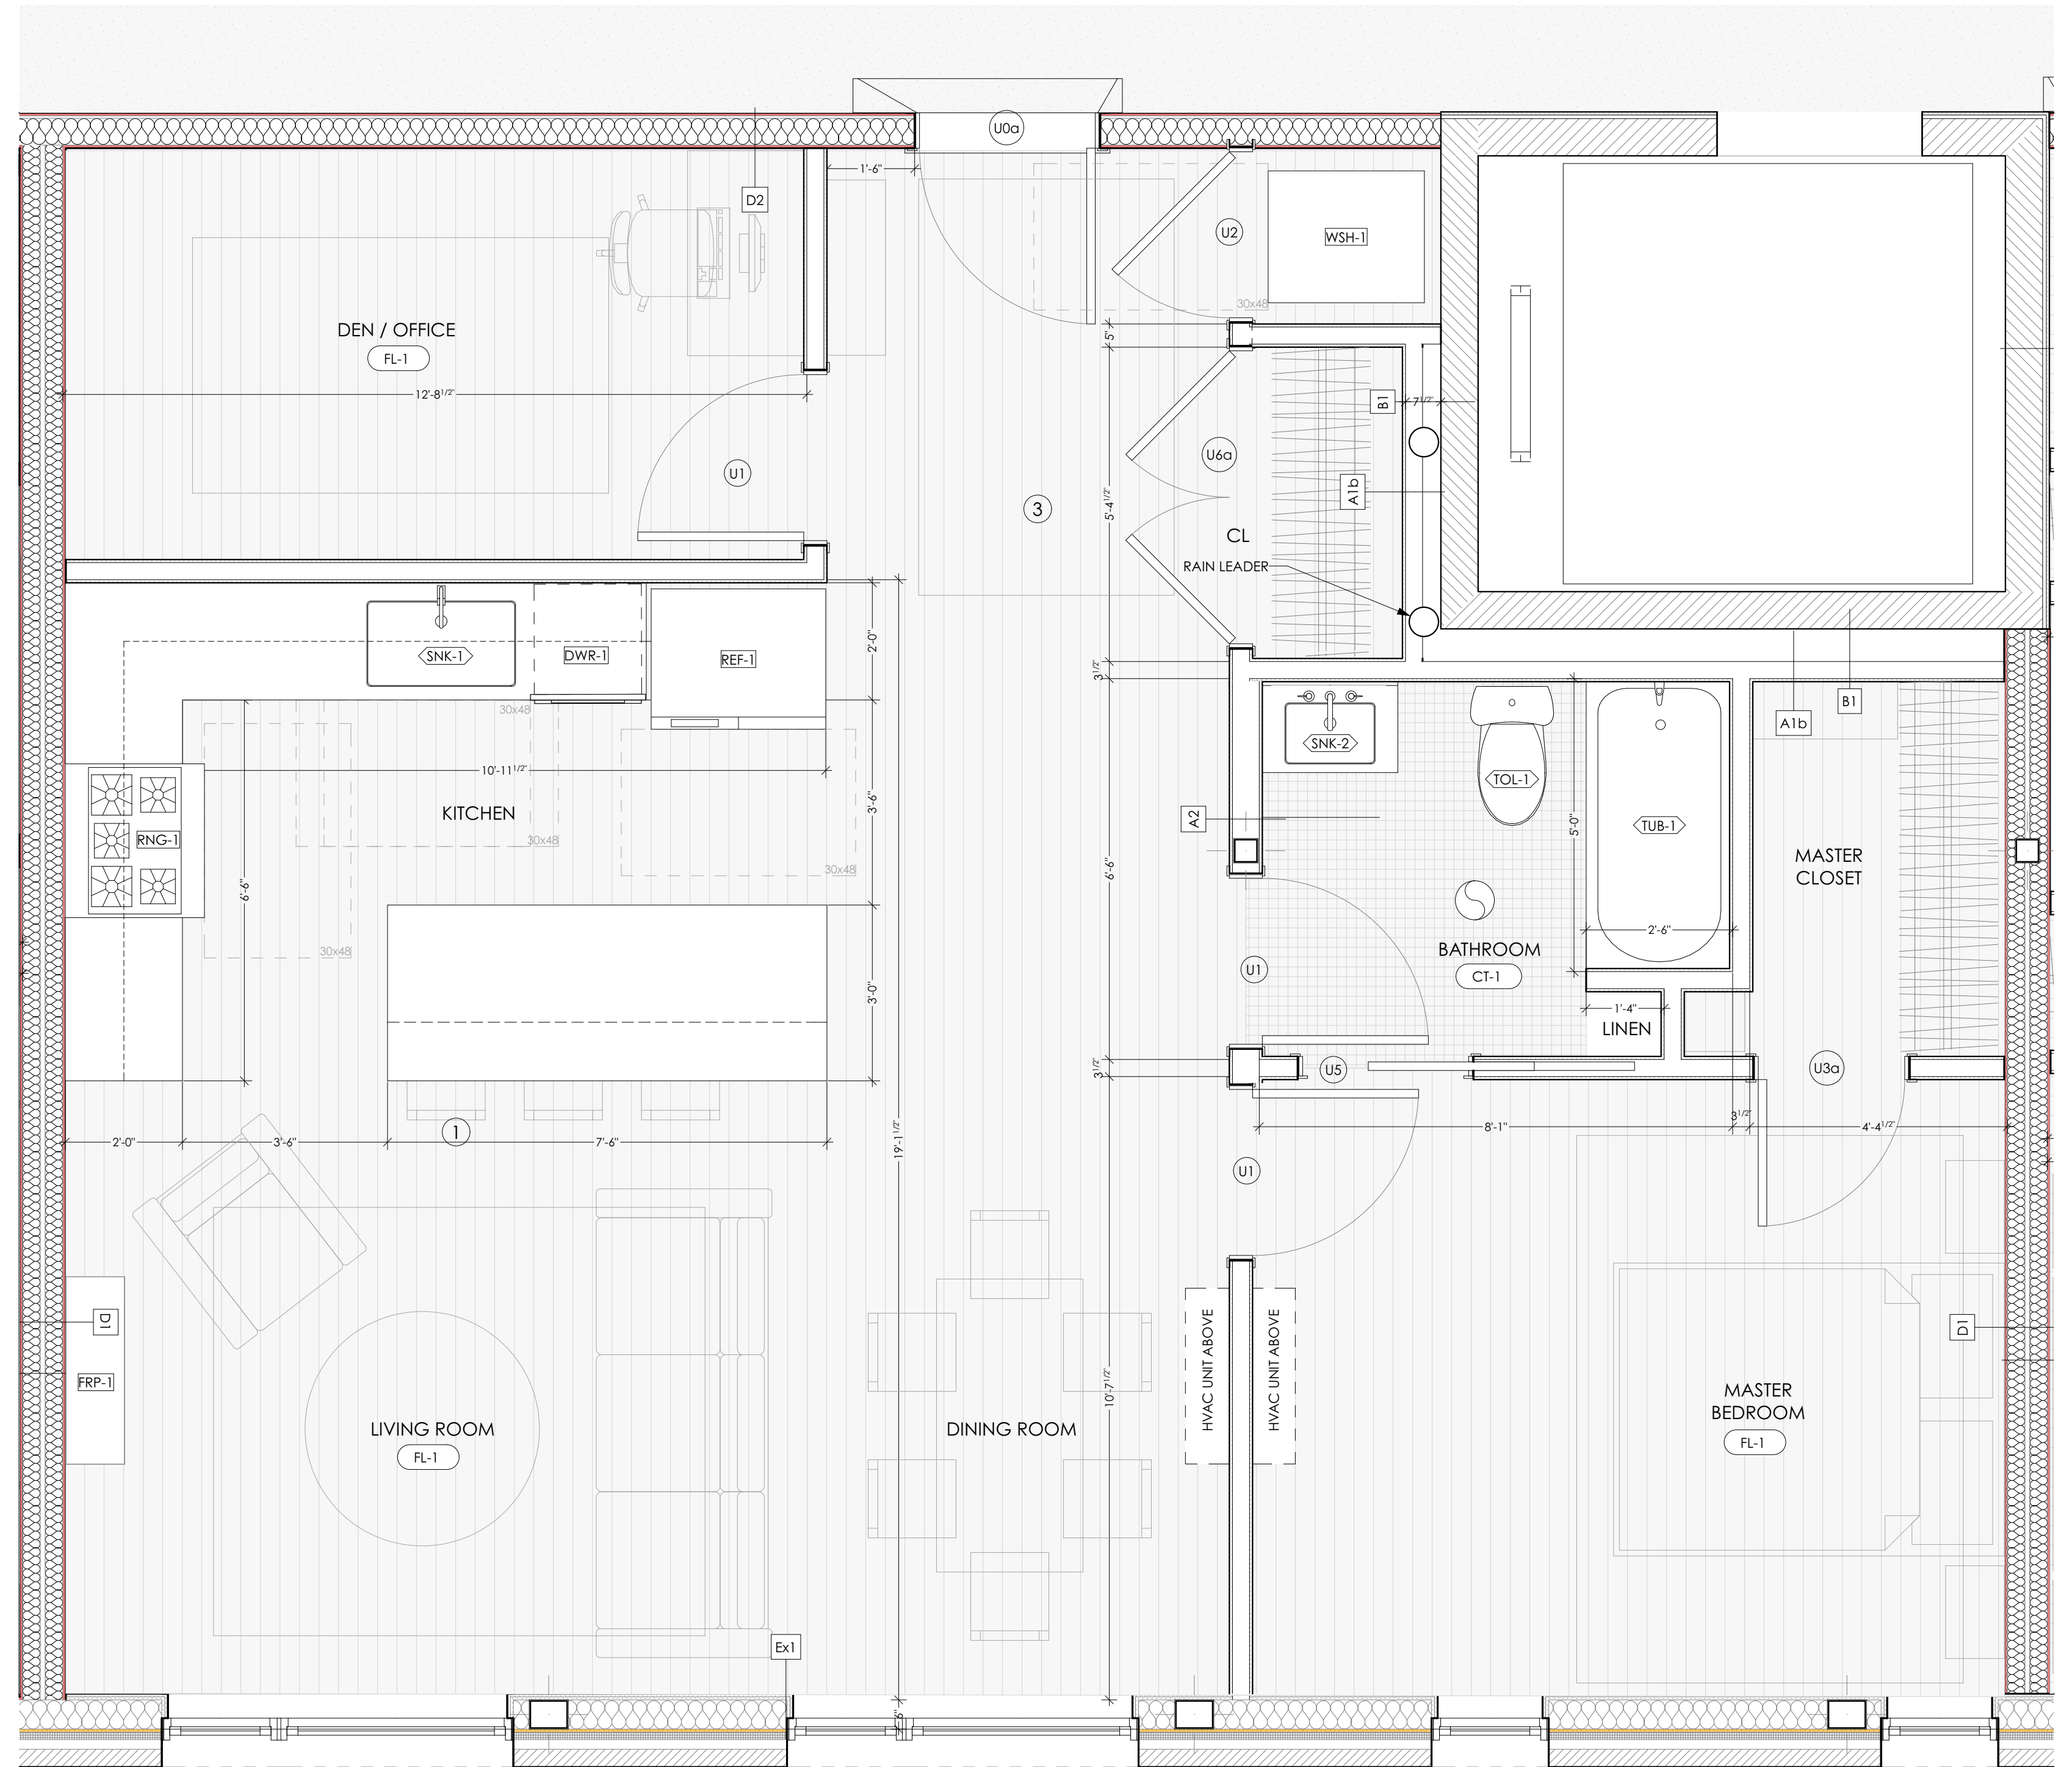 U0a
1'-6"
D2
U2
WSH-1
30x48
DEN / OFFICE
FL-1
5"
12'-8 1/2"
B1
7 1/2"
U6a
U1
A1b
5'-4 1/2"
3
CL
RAIN LEADER
2'-0"
SNK-1
DWR-1
REF-1
3 1/2"
B1
A1b
30x48
SNK-2
TOL-1
10'-11 1/2"
3'-6"
KITCHEN
A2
5'-0"
TUB-1
RNG-1
30x48
30x48
MASTER
CLOSET
6'-6"
6'-6"
30x48
2'-6"
BATHROOM
CT-1
U1
3'-0"
1'-4"
LINEN
3 1/2"
U5
U3a
3 1/2"
8'-1"
4'-4 1/2"
1
2'-0"
3'-6"
7'-6"
19'-1 1/2"
U1
D1
D1
HVAC UNIT ABOVE
HVAC UNIT ABOVE
FRP-1
10'-7 1/2"
MASTER
BEDROOM
FL-1
LIVING ROOM
FL-1
DINING ROOM
Ex1
6"